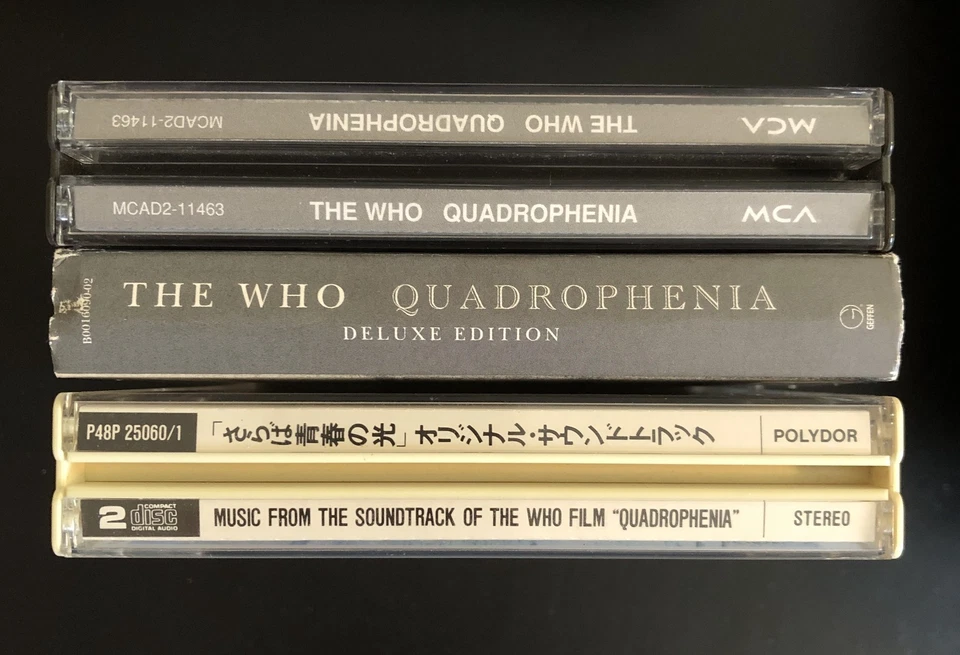 MCAD2-11463 THE WHO QUADROPHENIA MCA
MCAD2-11463 THE WHO QUADROPHENIA MCA
THE WHO QUADROPHENIA
DELUXE EDITION
GEFFEN
P48P 25060/1 「さらば青春の光」オリジナル・サウンドトラック POLYDOR
2 COMPACT disc DIGITAL AUDIO MUSIC FROM THE SOUNDTRACK OF THE WHO FILM "QUADROPHENIA" STEREO